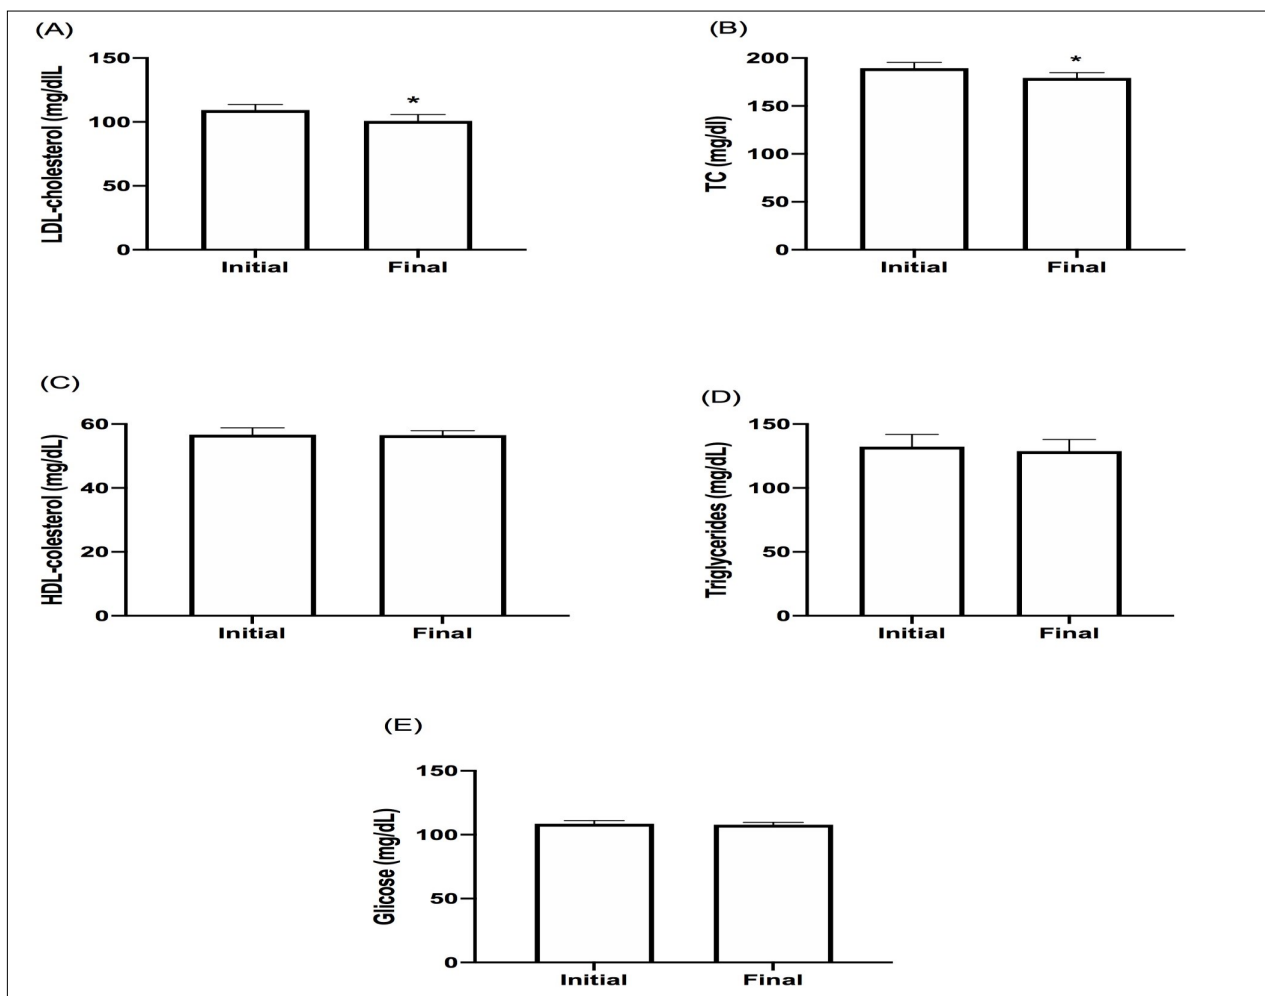 (A)
LDL-cholesterol (mg/dlL
150
100
50
0
*
Initial
Final
(B)
TC (mg/dl)
200
150
100
50
0
*
Initial
Final
(C)
HDL-colesterol (mg/dL)
60
40
20
0
Initial
Final
(D)
Triglycerides (mg/dL)
150
100
50
0
Initial
Final
(E)
Glicose (mg/dL)
150
100
50
0
Initial
Final